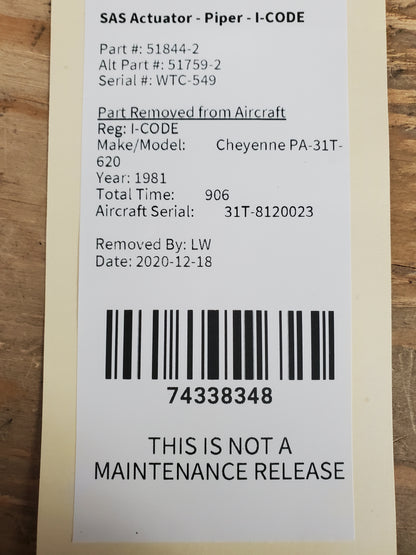 SAS Actuator - Piper - I-CODE
Part #: 51844-2
Alt Part #: 51759-2
Serial #: WTC-549
Part Removed from Aircraft
Reg: I-CODE
Make/Model: Cheyenne PA-31T-
620
Year: 1981
Total Time: 906
Aircraft Serial: 31T-8120023
Removed By: LW
Date: 2020-12-18
74338348
THIS IS NOT A
MAINTENANCE RELEASE